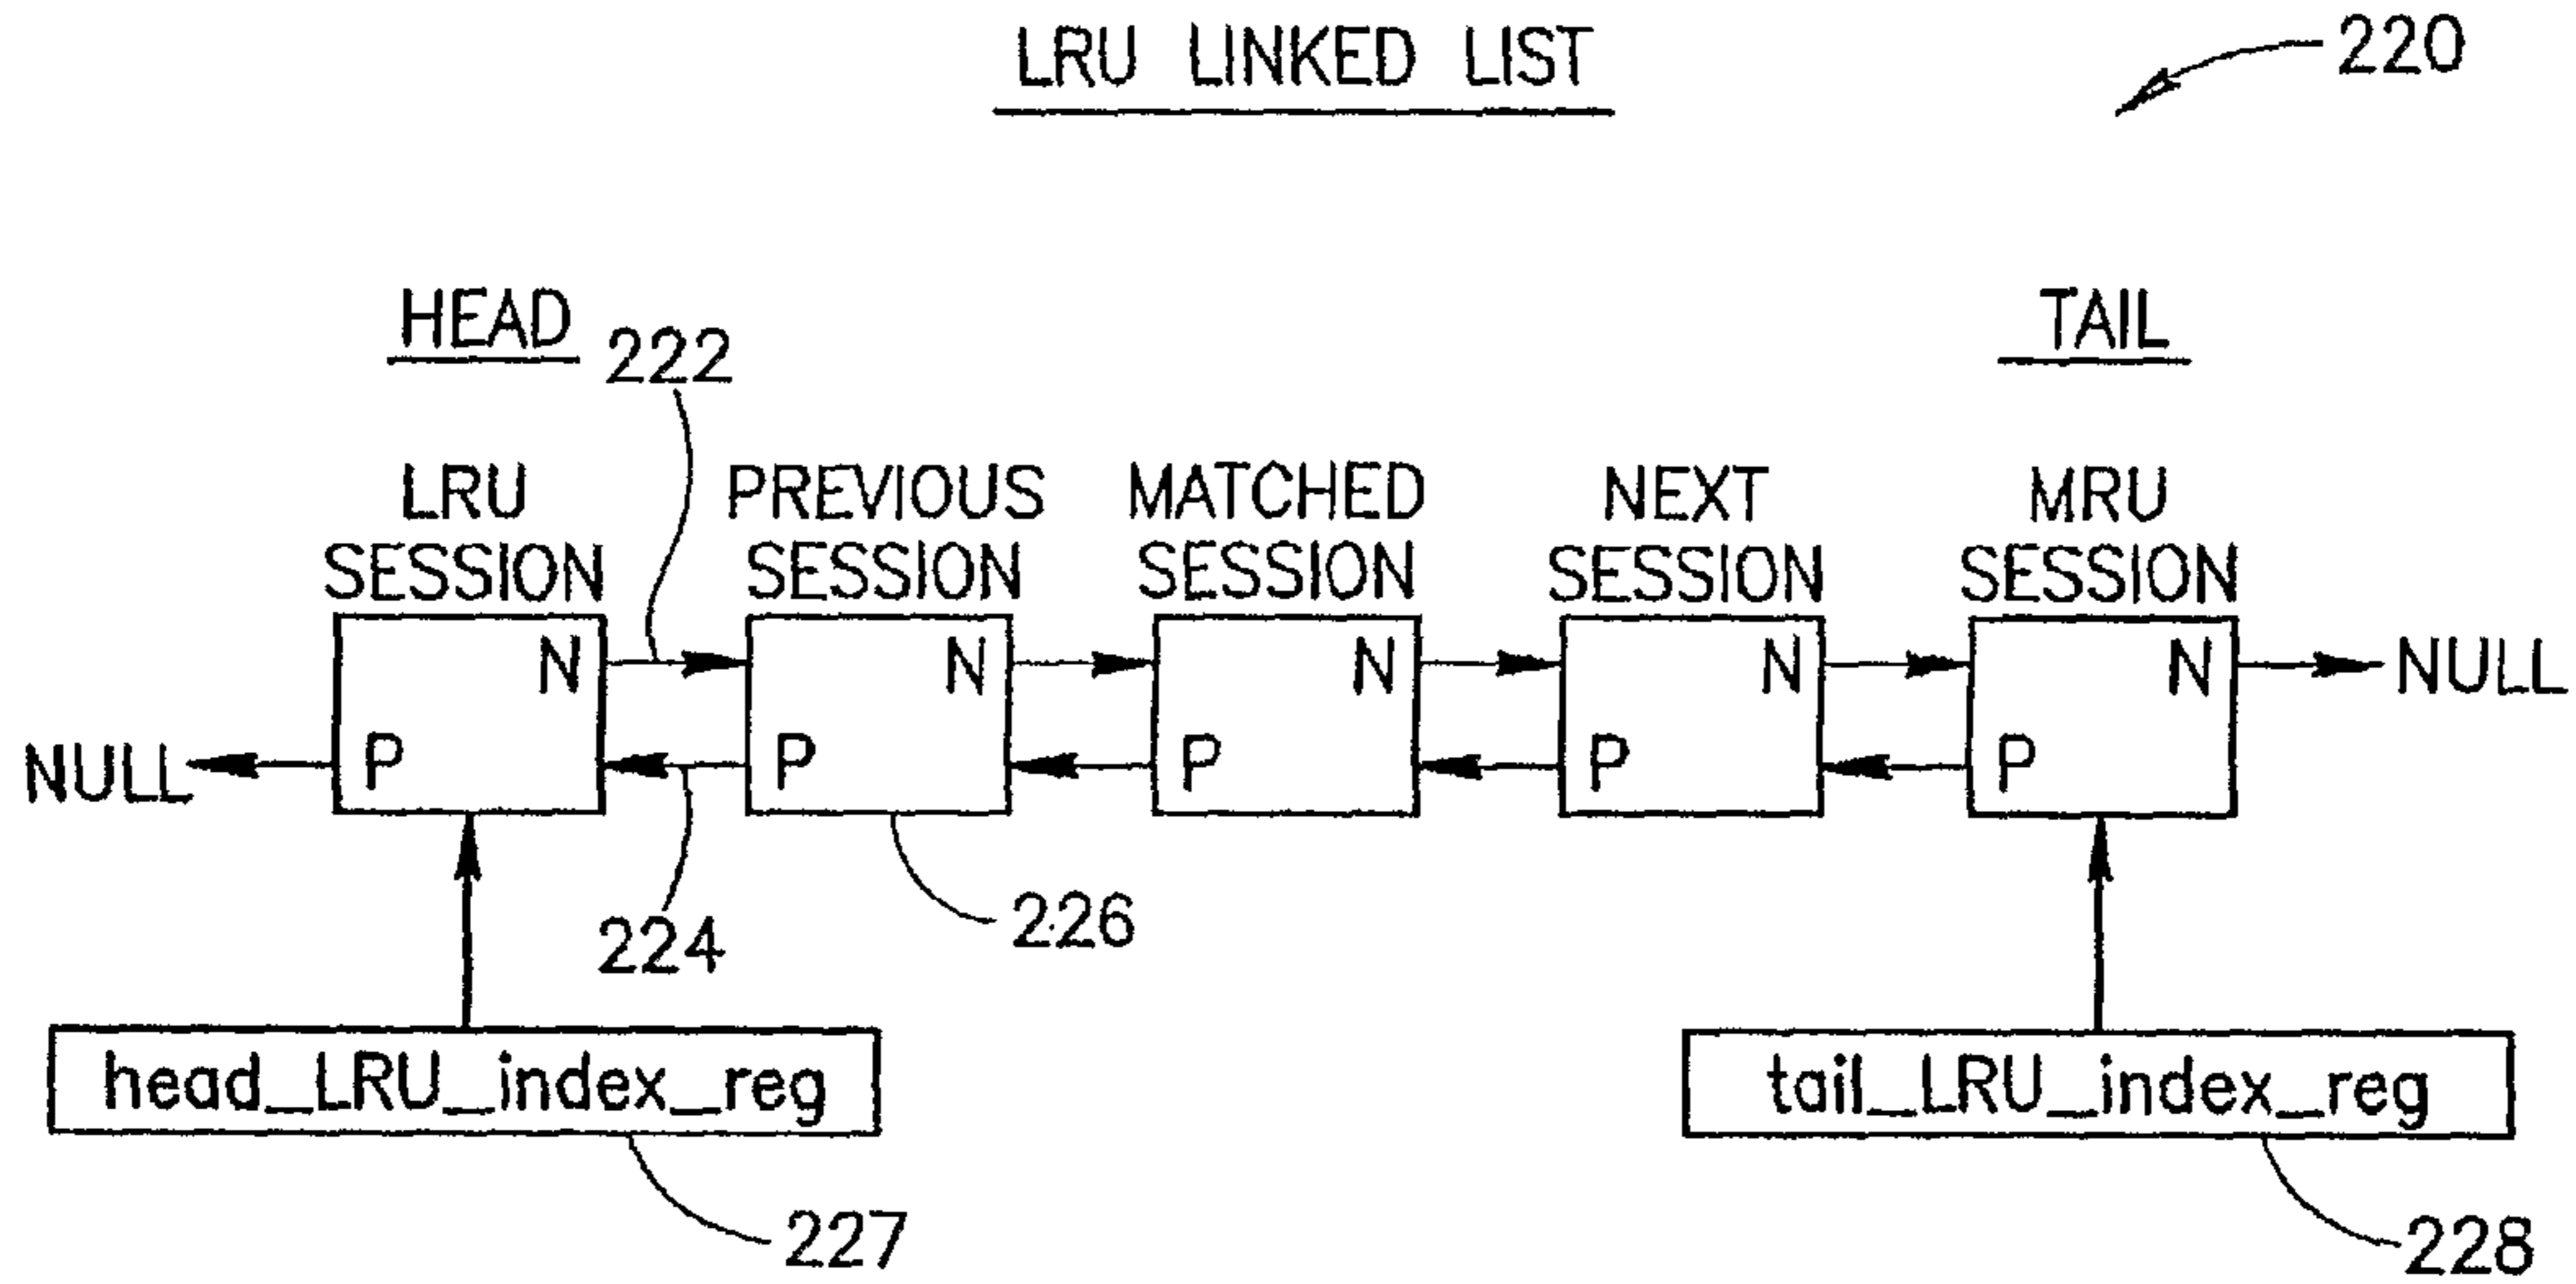 LRU LINKED LIST
220
HEAD
TAIL
222
LRU SESSION
PREVIOUS SESSION
MATCHED SESSION
NEXT SESSION
MRU SESSION
N
N
N
N
N
NULL
NULL
P
P
P
P
P
224
226
head_LRU_index_reg
tail_LRU_index_reg
227
228